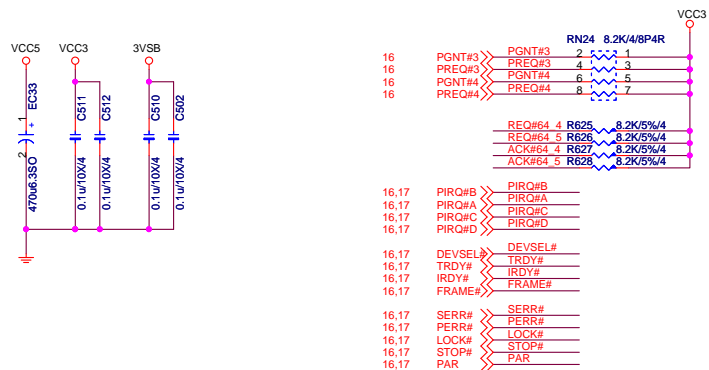 VCC5
VCC3
3VSB
1
+
EC33
2
470u6.3SO
C511
0.1u/10X/4
C512
0.1u/10X/4
C510
0.1u/10X/4
C502
0.1u/10X/4
VCC3
RN24 8.2K/4/8P4R
16 PGNT#3 PGNT#3 2 1
16 PREQ#3 PREQ#3 4 3
16 PGNT#4 PGNT#4 6 5
16 PREQ#4 PREQ#4 8 7
REQ#64_4 R625 8.2K/5%/4
REQ#64_5 R626 8.2K/5%/4
ACK#64_4 R627 8.2K/5%/4
ACK#64_5 R628 8.2K/5%/4
16,17 PIRQ#B PIRQ#B
16,17 PIRQ#A PIRQ#A
16,17 PIRQ#C PIRQ#C
16,17 PIRQ#D PIRQ#D
16,17 DEVSEL# DEVSEL#
16,17 TRDY# TRDY#
16,17 IRDY# IRDY#
16,17 FRAME# FRAME#
16,17 SERR# SERR#
16,17 PERR# PERR#
16,17 LOCK# LOCK#
16,17 STOP# STOP#
16,17 PAR PAR